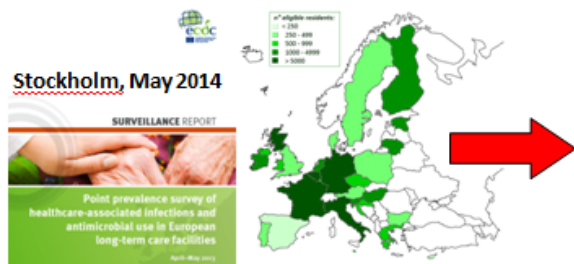 ecdc
Stockholm, May 2014
SURVEILLANCE REPORT
Point prevalence survey of
healthcare-associated infections and
antimicrobial use in European
long-term care facilities
April–May 2013
n° eligible residents:
< 250
250 - 499
500 - 999
1000 - 4999
> 5000